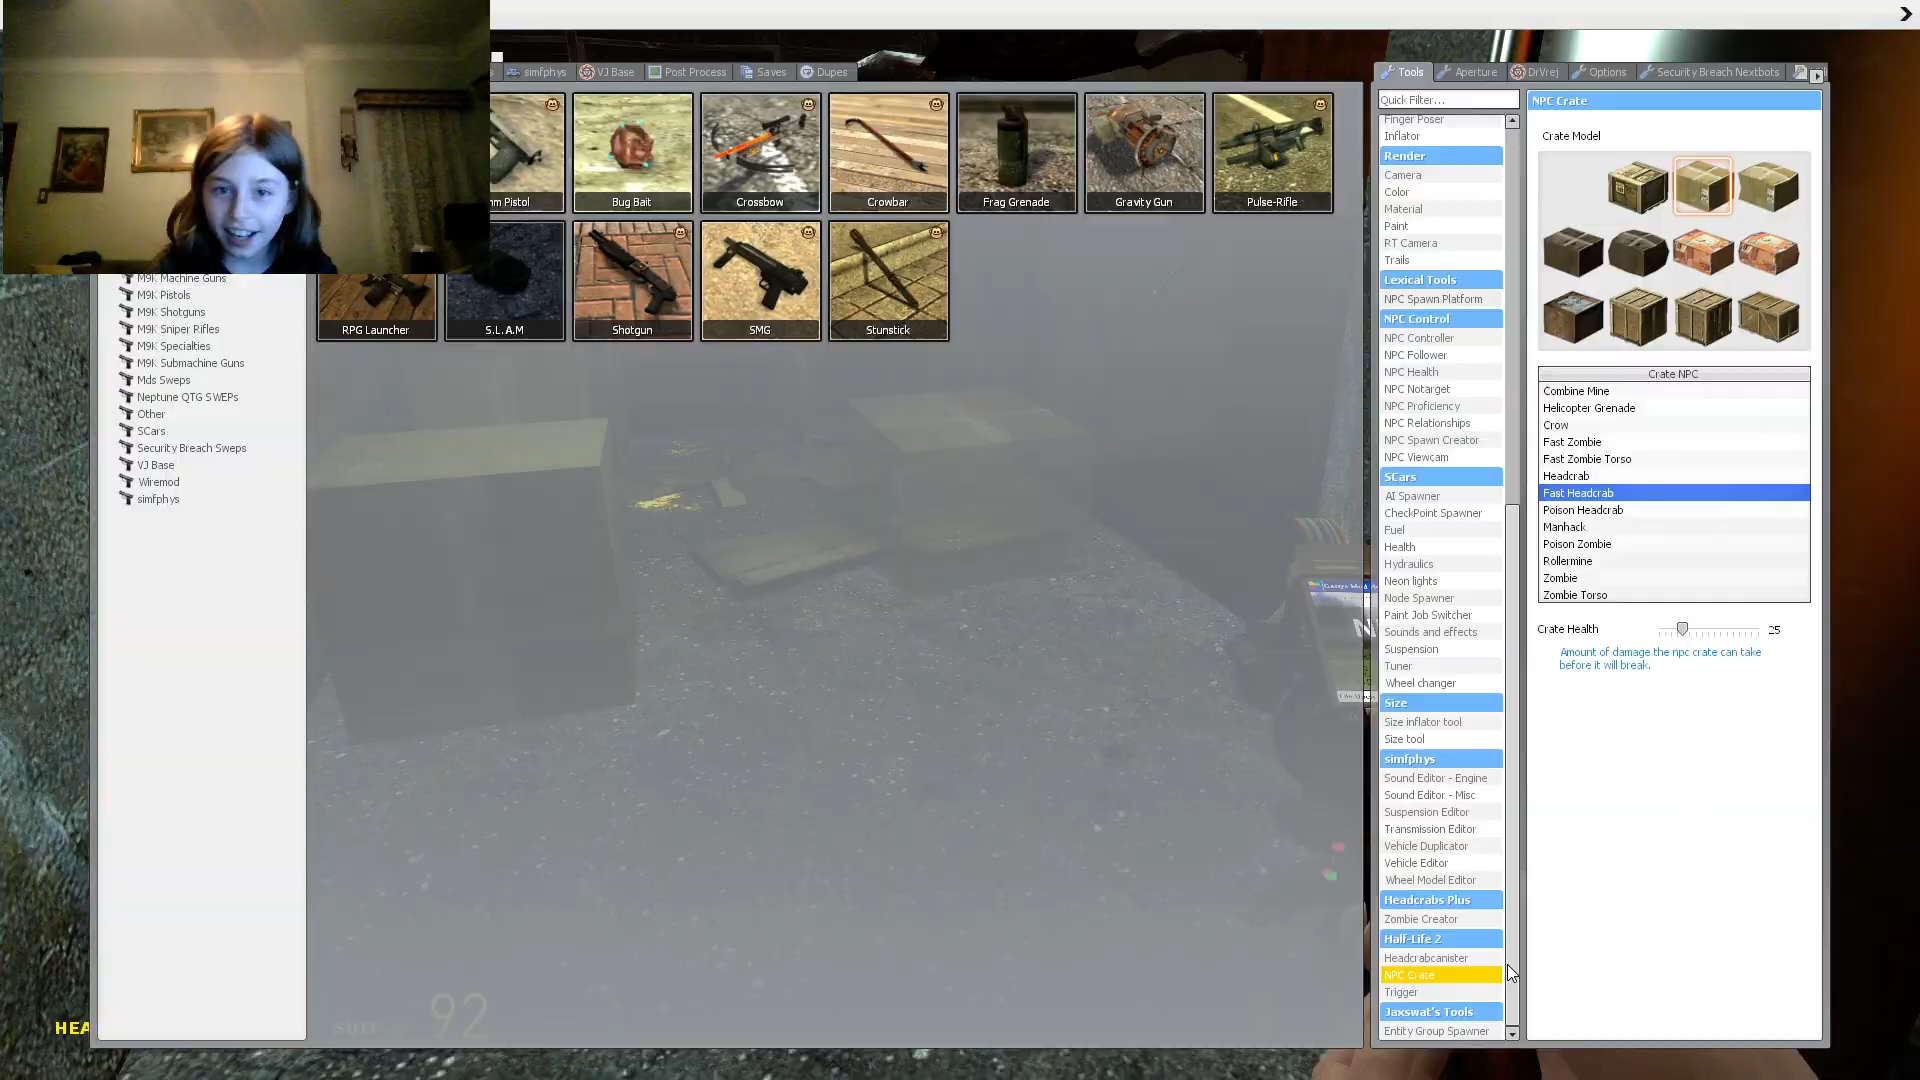 simfphys
VJ Base
Post Process
Saves
Dupes
Tools
Aperture
DrVrej
Options
Security Breach Nextbots
Bug Bait
Crossbow
Crowbar
Frag Grenade
Gravity Gun
Pulse-Rifle
RPG Launcher
S.L.A.M
Shotgun
SMG
Stunstick
M9K Machine Guns
M9K Pistols
M9K Shotguns
M9K Sniper Rifles
M9K Specialties
M9K Submachine Guns
Mds Sweps
Neptune QTG SWEPs
Other
SCars
Security Breach Sweps
VJ Base
Wiremod
simfphys
92
Quick Filter...
Finger Poser
Inflator
Render
Camera
Color
Material
Paint
RT Camera
Trails
Lexical Tools
NPC Spawn Platform
NPC Control
NPC Controller
NPC Follower
NPC Health
NPC Notarget
NPC Proficiency
NPC Relationships
NPC Spawn Creator
NPC Viewcam
SCars
AI Spawner
CheckPoint Spawner
Fuel
Health
Hydraulics
Neon lights
Node Spawner
Paint Job Switcher
Sounds and effects
Suspension
Tuner
Wheel changer
Size
Size inflator tool
Size tool
simfphys
Sound Editor - Engine
Sound Editor - Misc
Suspension Editor
Transmission Editor
Vehicle Duplicator
Vehicle Editor
Wheel Model Editor
Headcrabs Plus
Zombie Creator
Half-Life 2
Headcrabcanister
NPC Crate
Trigger
Jaxswat's Tools
Entity Group Spawner
NPC Crate
Crate Model
Crate NPC
Combine Mine
Helicopter Grenade
Crow
Fast Zombie
Fast Zombie Torso
Headcrab
Fast Headcrab
Poison Headcrab
Manhack
Poison Zombie
Rollermine
Zombie
Zombie Torso
Crate Health 25
Amount of damage the npc crate can take
before it will break.